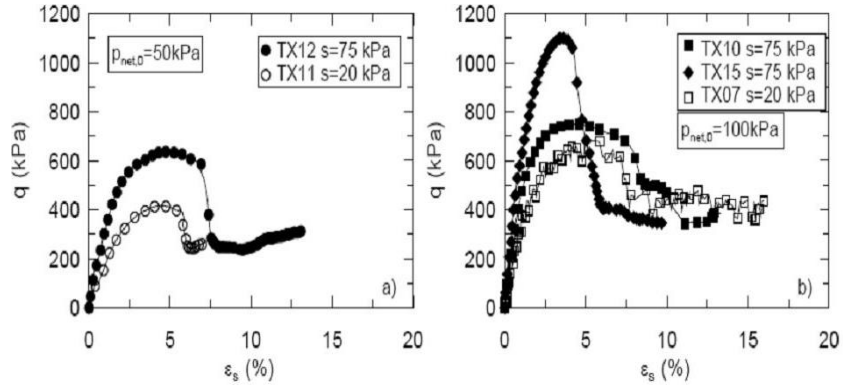 1200
1000
800
600
400
200
0
q (kPa)
p_net,0=50kPa
TX12 s=75 kPa
TX11 s=20 kPa
a)
0 5 10 15 20
ε_s (%)
1200
1000
800
600
400
200
0
q (kPa)
TX10 s=75 kPa
TX15 s=75 kPa
TX07 s=20 kPa
p_net,0=100kPa
b)
0 5 10 15 20
ε_s (%)